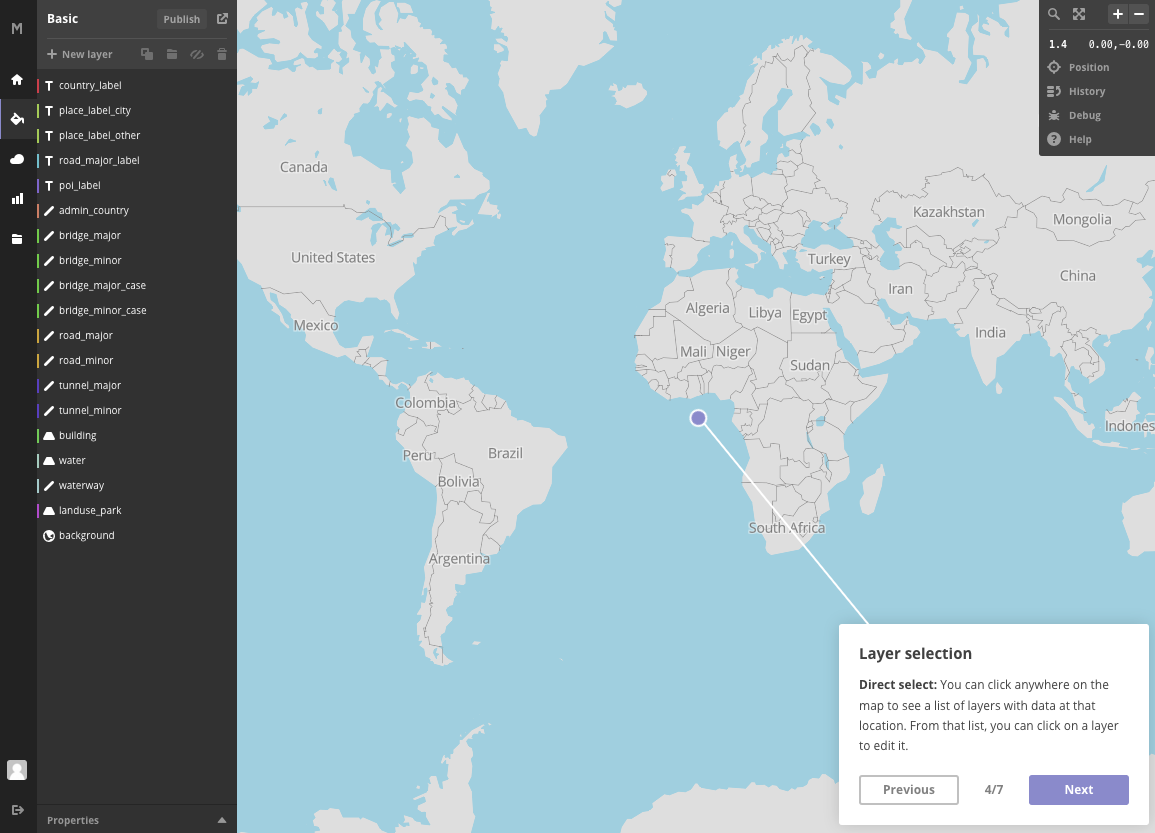 M
Basic
Publish
New layer
country_label
place_label_city
place_label_other
road_major_label
poi_label
admin_country
bridge_major
bridge_minor
bridge_major_case
bridge_minor_case
road_major
road_minor
tunnel_major
tunnel_minor
building
water
waterway
landuse_park
background
Properties
1.4 0.00,−0.00
Position
History
Debug
? Help
Canada
Kazakhstan
Mongolia
United States
Turkey
China
Iran
Algeria
Libya
Egypt
Mexico
India
Mali
Niger
Sudan
Colombia
Indones
Peru
Brazil
Bolivia
South Africa
Argentina
Layer selection
Direct select: You can click anywhere on the
map to see a list of layers with data at that
location. From that list, you can click on a layer
to edit it.
Previous
4/7
Next